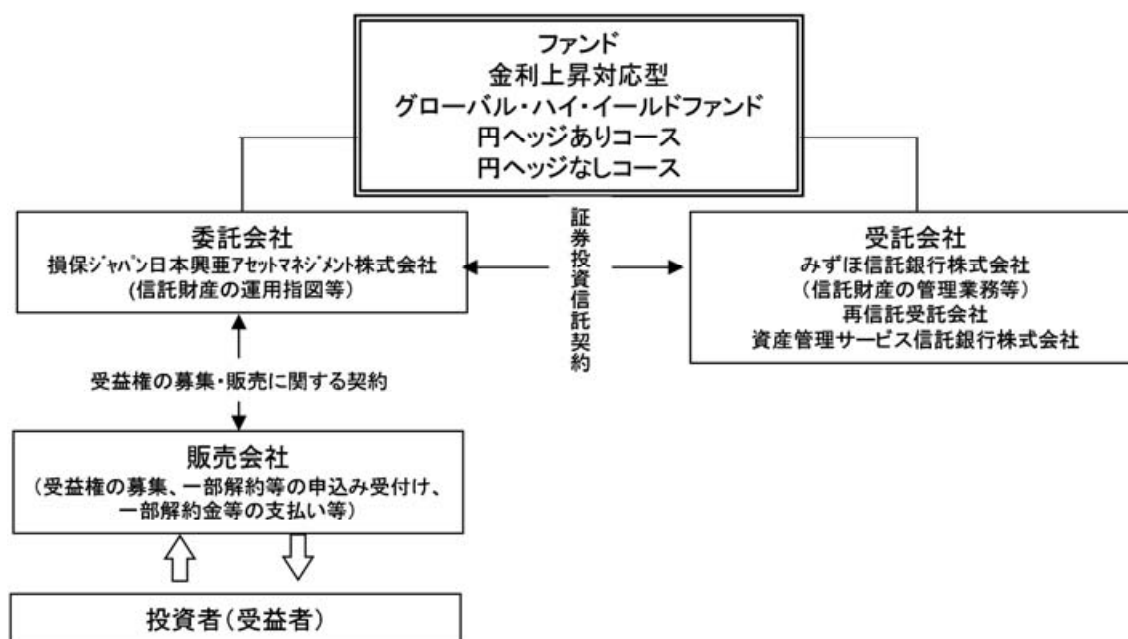 ファンド
金利上昇対応型
グローバル・ハイ・イールドファンド
円ヘッジありコース
円ヘッジなしコース
委託会社
損保ジャパン日本興亜アセットマネジメント株式会社
(信託財産の運用指図等)
証券投資信託契約
受託会社
みずほ信託銀行株式会社
(信託財産の管理業務等)
再信託受託会社
資産管理サービス信託銀行株式会社
受益権の募集・販売に関する契約
販売会社
(受益権の募集、一部解約等の申込み受付け、
一部解約金等の支払い等)
投資者(受益者)